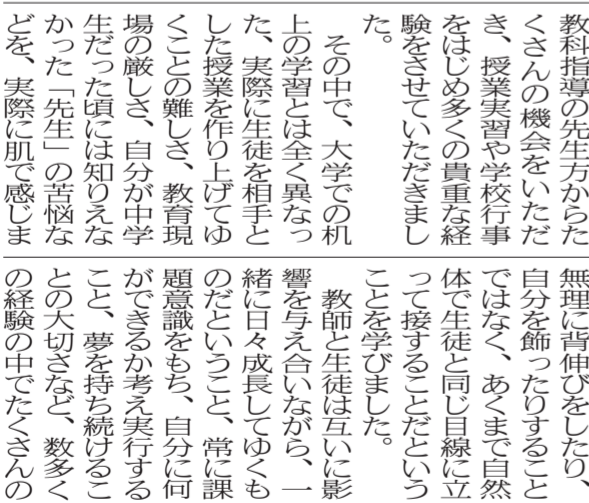 教科指導の先生方からた
くさんの機会をいただ
き、授業実習や学校行事
をはじめ多くの貴重な経
験をさせていただきまし
た。
その中で、大学での机
上の学習とは全く異なっ
た、実際に生徒を相手と
した授業を作り上げてゆ
くことの難しさ、教育現
場の厳しさ、自分が中学
生だった頃には知りえな
かった「先生」の苦悩な
どを、実際に肌で感じま
無理に背伸びをしたり、
自分を飾ったりすること
ではなく、あくまで自然
体で生徒と同じ目線に立
って接することだという
ことを学びました。
教師と生徒は互いに影
響を与え合いながら、一
緒に日々成長してゆくも
のだということ、常に課
題意識をもち、自分に何
ができるか考え実行する
こと、夢を持ち続けるこ
との大切さなど、数多く
の経験の中でたくさんの